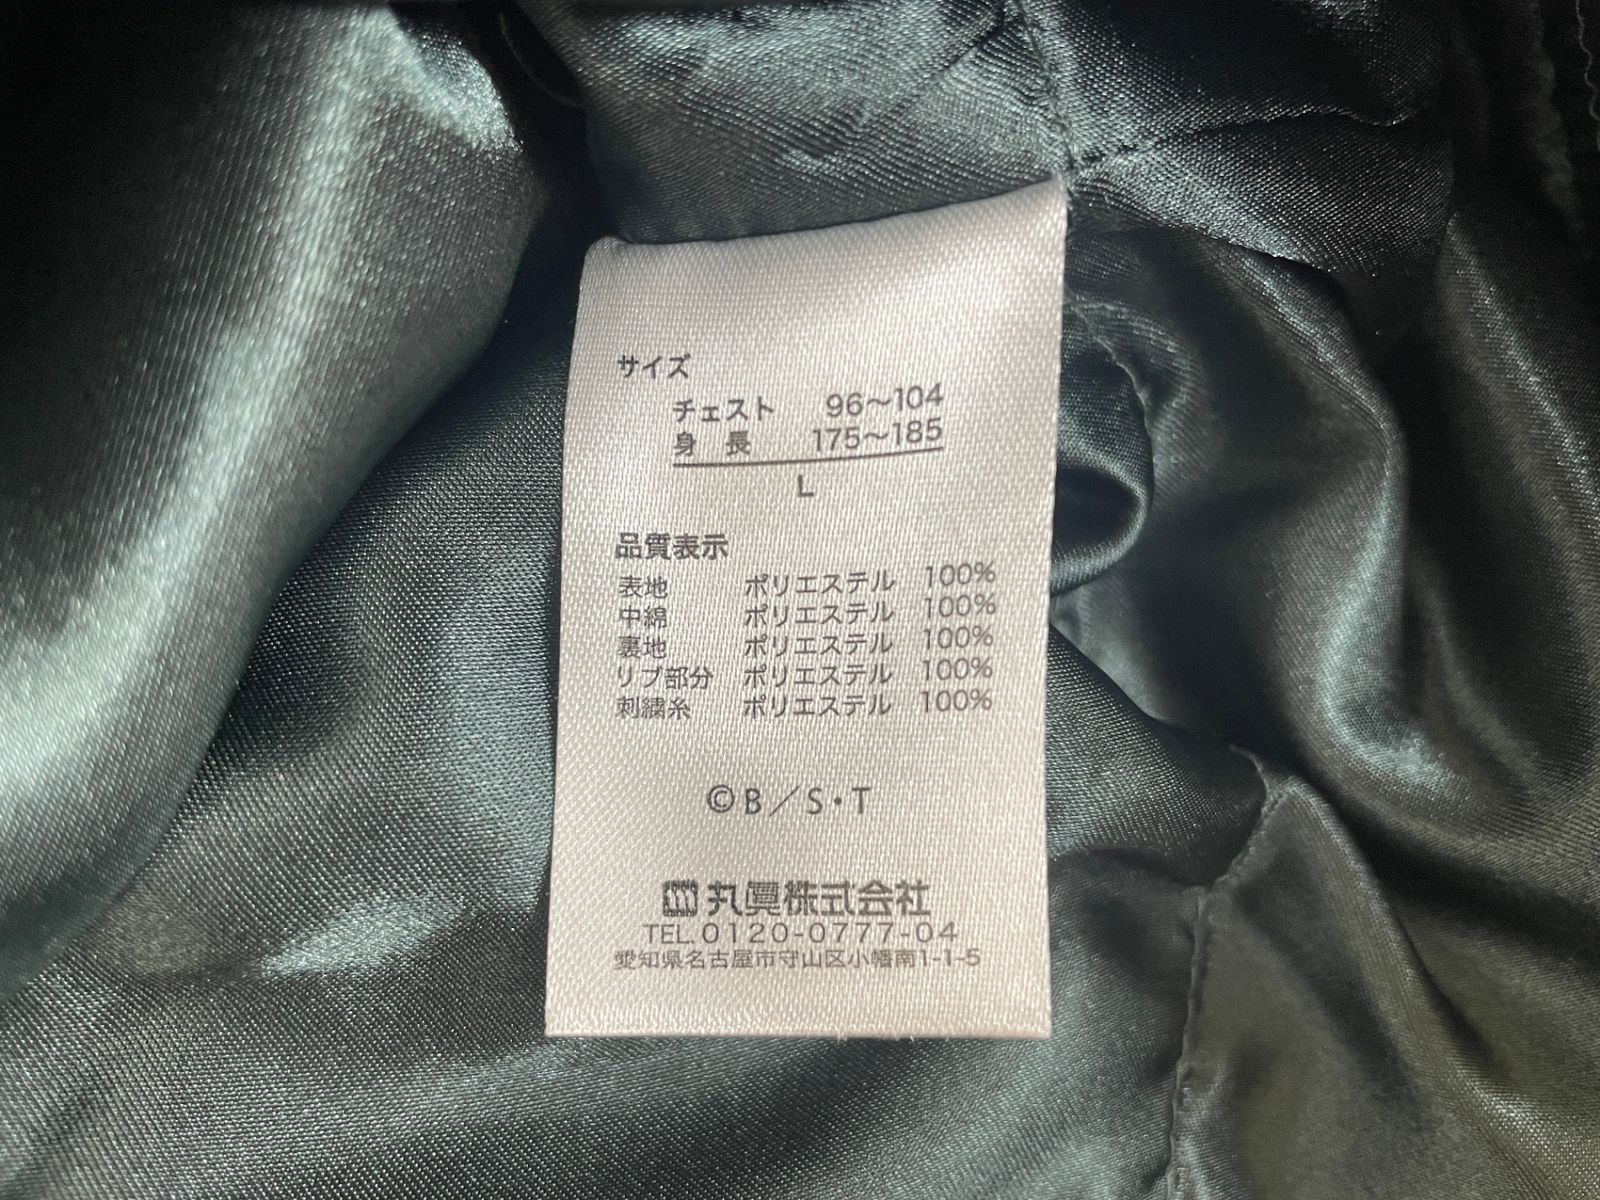 サイズ
チェスト 96〜104
身長 175〜185
L
品質表示
表地 ポリエステル 100%
中綿 ポリエステル 100%
裏地 ポリエステル 100%
リブ部分 ポリエステル 100%
刺繍糸 ポリエステル 100%
©B／S・T
丸眞株式会社
TEL.0120-0777-04
愛知県名古屋市守山区小幡南1-1-5